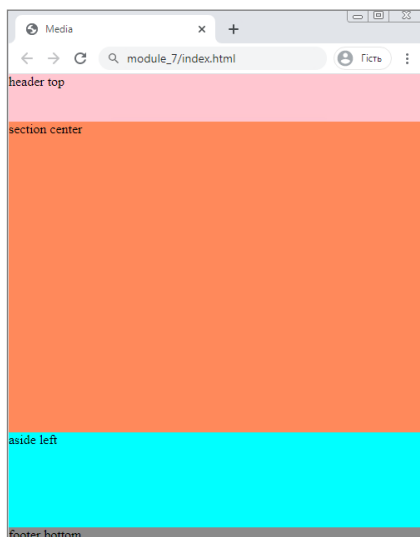 Media
module_7/index.html
Гість
header top
section center
aside left
footer bottom